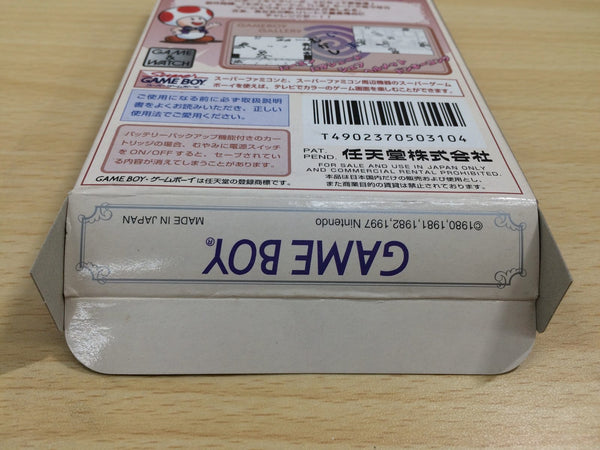 GAMEBOY
GALLERY
GAME &
WATCH
Super
GAME BOY
スーパーファミコンと、スーパーファミコン周辺機器のスーパーゲーム
ボーイを使えば、テレビでカラーのゲーム画面を楽しむことができます。
ご使用になる前に必ず取扱説明
書をよくお読みいただき、正しい
使用法でご愛用ください。
バッテリーバックアップ機能付きのカー
トリッジの場合、むやみに電源スイッチ
をON/OFFすると、セーブされてい
る内容が消えてしまうことがあります。
GAME BOY・ゲームボーイは任天堂の登録商標です。
T4902370503104
PAT.
PEND.
任天堂株式会社
FOR SALE AND USE IN JAPAN ONLY
AND COMMERCIAL RENTAL PROHIBITED.
本品は日本国内だけの販売および使用とし、
また商業目的の賃貸は禁止されています。
©1980,1981,1982,1997 Nintendo
MADE IN JAPAN
GAME BOY®